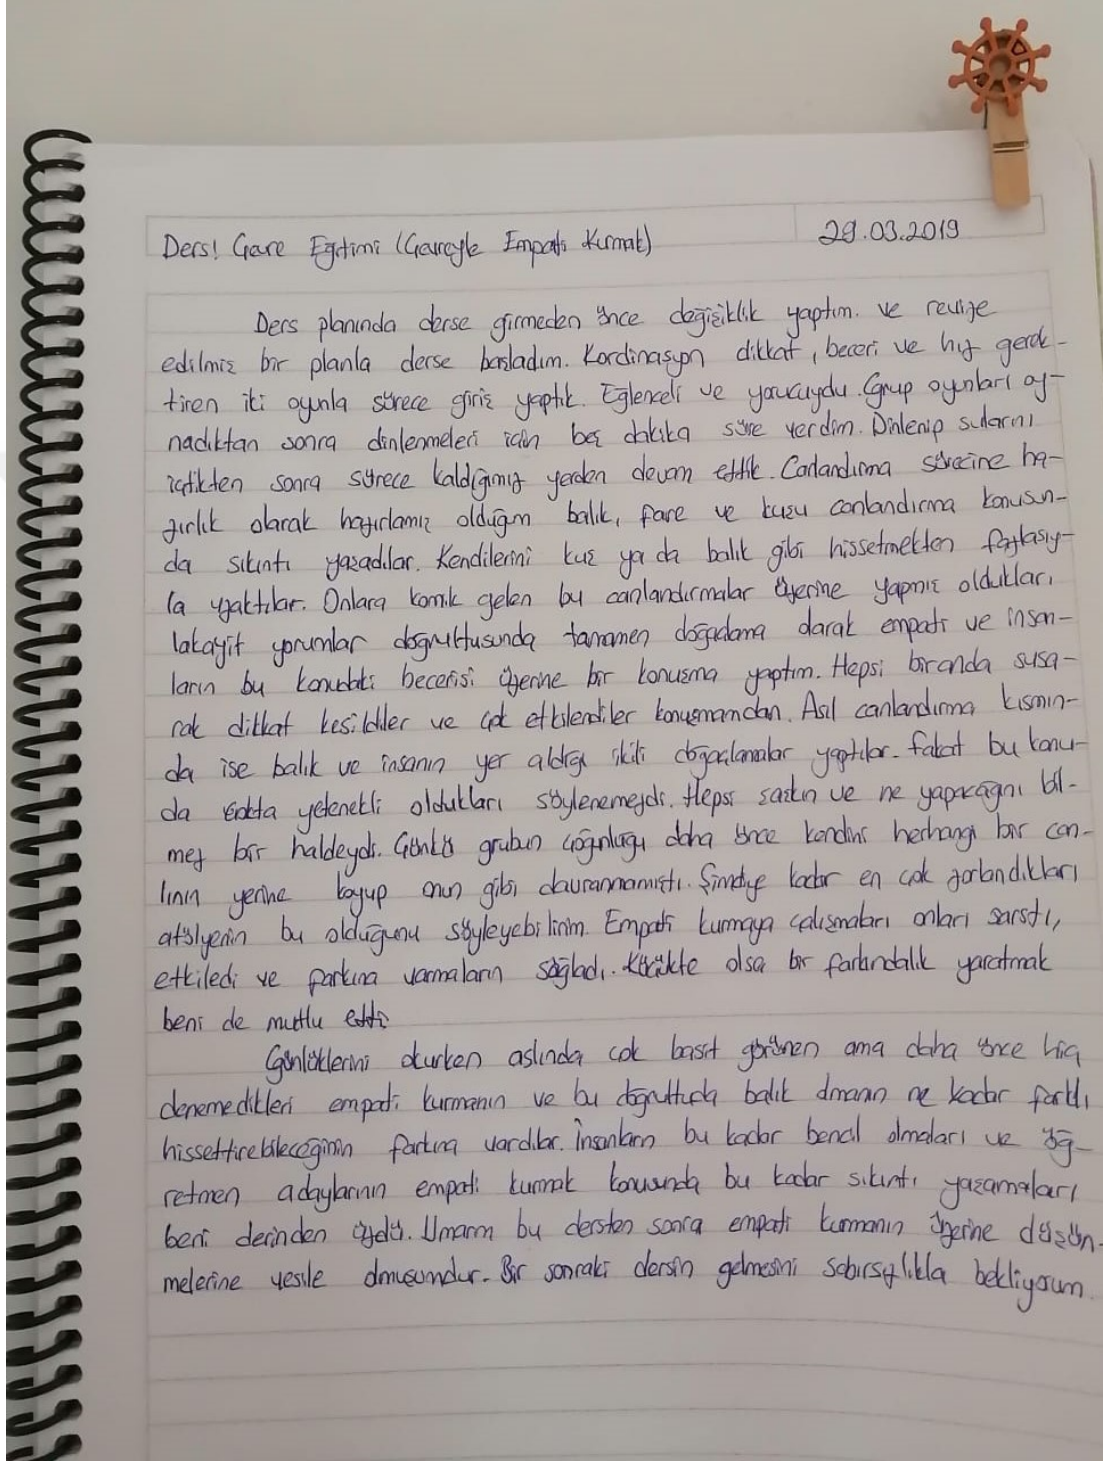 Ders: Çevre Eğitimi (Çevreyle Empati Kurmak)
29.03.2019
Ders planında derse girmeden önce değişiklik yaptım. ve revize
edilmiş bir planla derse başladım. Kordinasyon dikkat, beceri ve hız gerek-
tiren iki oyunla sürece giriş yaptık. Eğlenceli ve yorucuydu. Grup oyunları oy-
nadıktan sonra dinlenmeleri için beş dakika süre verdim. Dinlenip sularını
içtikten sonra sürece kaldığımız yerden devam ettik. Canlandırma sürecine ha-
zırlık olarak hazırlamış olduğum balık, fare ve kuzu canlandırma konusun-
da sıkıntı yaşadılar. Kendilerini kuş ya da balık gibi hissetmekten fazlasıy-
la uzaktılar. Onlara komik gelen bu canlandırmalar üzerine yapmış oldukları
lakayit yorumlar doğrultusunda tamamen doğaçlama olarak empati ve insan-
ların bu konudaki becerisi üzerine bir konuşma yaptım. Hepsi bir anda susa-
rak dikkat kesildiler ve çok etkilendiler konuşmamdan. Asıl canlandırma kısmın-
da ise balık ve insanın yer aldığı ikili doğaçlamalar yaptılar. Fakat bu konu-
da yetenekli oldukları söylenemezdi. Hepsi şaşkın ve ne yapacağını bil-
mez bir haldeydi. Çünkü grubun çoğunluğu daha önce kendini herhangi bir can-
lının yerine koyup onun gibi davranmamıştı. Şimdiye kadar en çok zorlandıkları
atölyenin bu olduğunu söyleyebilirim. Empati kurmaya çalışmaları onları sarstı,
etkiledi ve farkına varmaların sağladı. Küçükte olsa bir farkındalık yaratmak
beni de mutlu etti.
Günlüklerini okurken aslında çok basit görünen ama daha önce hiç
denemedikleri empati kurmanın ve bu doğrultuda balık olmanın ne kadar farklı
hissettirebileceğinin farkına vardılar. İnsanların bu kadar bencil olmaları ve öğ-
retmen adaylarının empati kurmak konusunda bu kadar sıkıntı yaşamaları
beni derinden üzdü. Umarım bu dersten sonra empati kurmanın üzerine düşün-
melerine vesile olmuşumdur. Bir sonraki dersin gelmesini sabırsızlıkla bekliyorum.